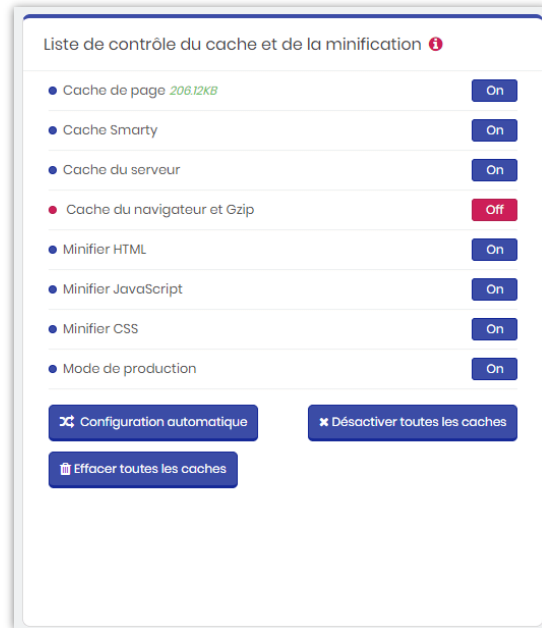 Liste de contrôle du cache et de la minification
Cache de page 206.12KB On
Cache Smarty On
Cache du serveur On
Cache du navigateur et Gzip Off
Minifier HTML On
Minifier JavaScript On
Minifier CSS On
Mode de production On
Configuration automatique Désactiver toutes les caches
Effacer toutes les caches